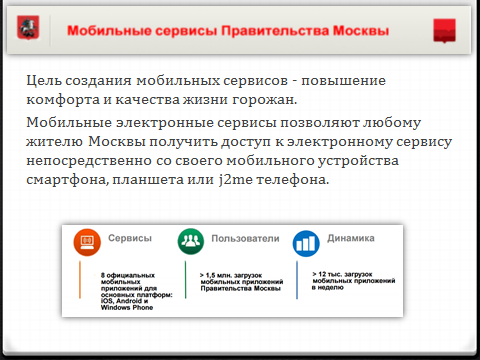 Мобильные сервисы Правительства Москвы
Цель создания мобильных сервисов - повышение
комфорта и качества жизни горожан.
Мобильные электронные сервисы позволяют любому
жителю Москвы получить доступ к электронному сервису
непосредственно со своего мобильного устройства
смартфона, планшета или j2me телефона.
Сервисы
8 официальных
мобильных
приложений для
основных платформ:
iOS, Android и
Windows Phone
Пользователи
> 1,5 млн. загрузок
мобильных приложений
Правительства Москвы
Динамика
> 12 тыс. загрузок
мобильных приложений
в неделю